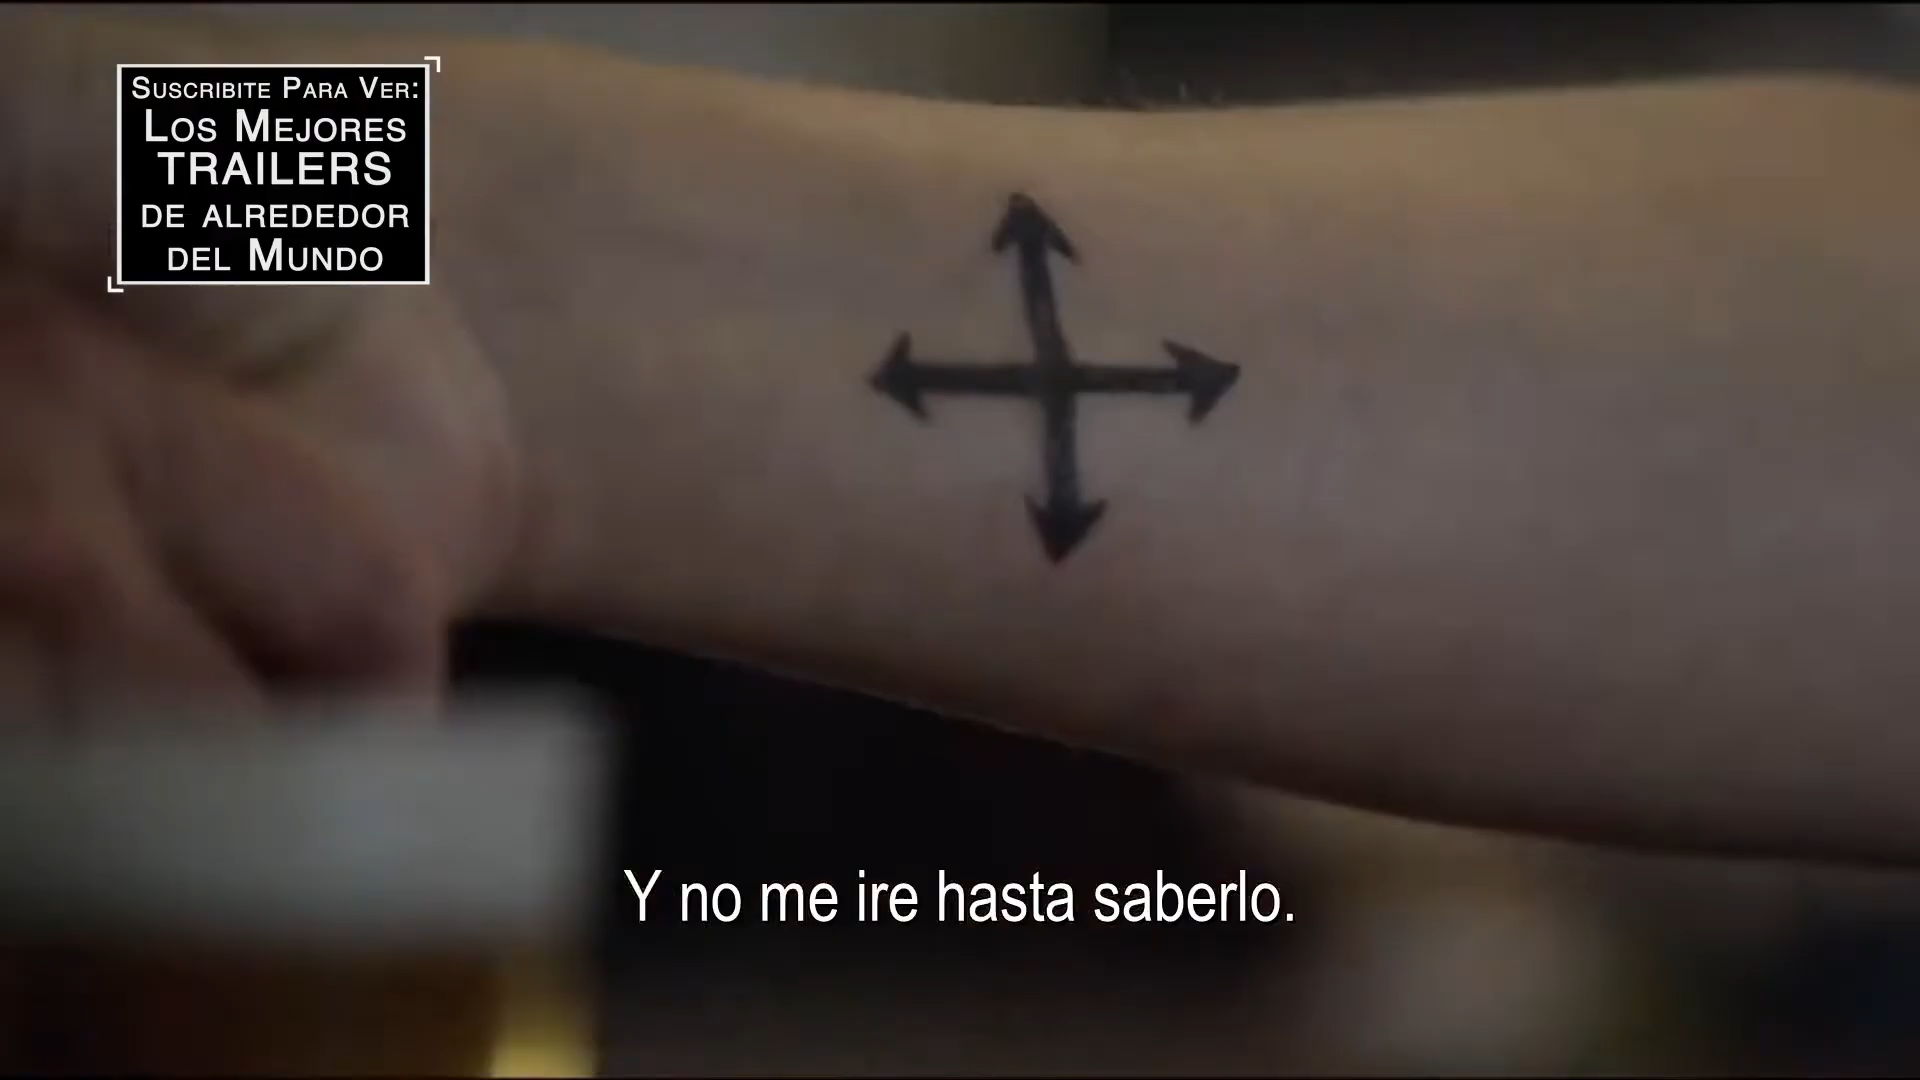 SUSCRIBITE PARA VER:
LOS MEJORES
TRAILERS
DE ALREDEDOR
DEL MUNDO
Y no me ire hasta saberlo.